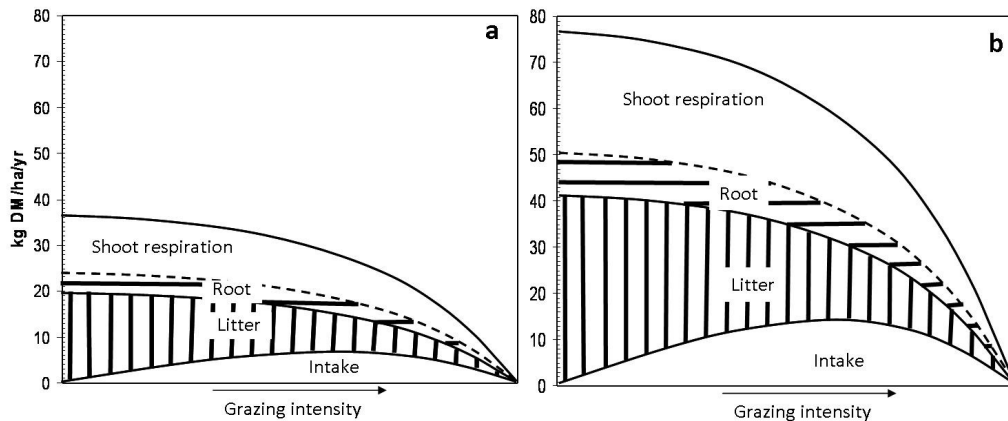 a
80
70
60
50
40
30
20
10
0
kg DM/ha/yr
Shoot respiration
Root
Litter
Intake
Grazing intensity
b
80
70
60
50
40
30
20
10
0
Shoot respiration
Root
Litter
Intake
Grazing intensity